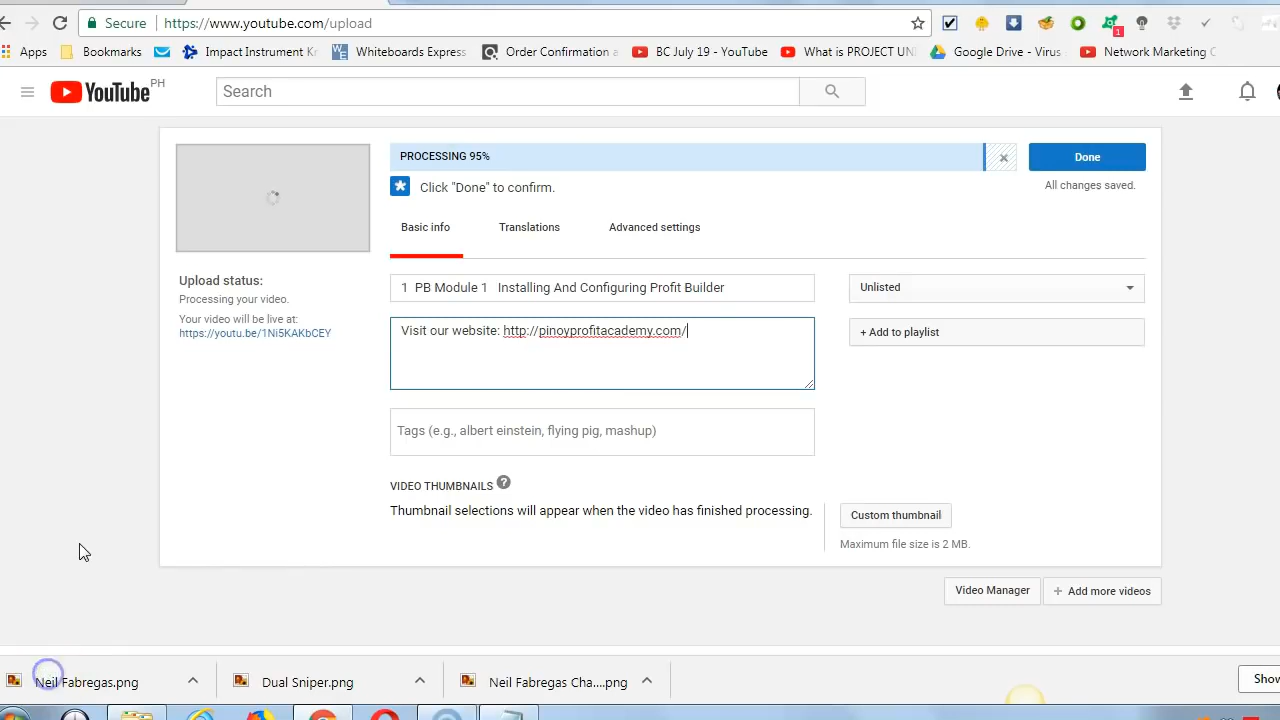 Secure
https://www.youtube.com/upload
1
Apps
Bookmarks
Impact Instrument
Whiteboards Express
Order Confirmation
BC July 19 - YouTube
What is PROJECT
Google Drive - Virus
Network Marketing
YouTube PH
Search
PROCESSING 95%
Done
Click "Done" to confirm.
All changes saved.
Basic info
Translations
Advanced settings
Upload status:
Processing your video.
Your video will be live at:
https://youtu.be/1Ni5KAKbCEY
1 PB Module 1 Installing And Configuring Profit Builder
Unlisted
Visit our website: http://pinoyprofitacademy.com/
+ Add to playlist
Tags (e.g., albert einstein, flying pig, mashup)
VIDEO THUMBNAILS ?
Thumbnail selections will appear when the video has finished processing.
Custom thumbnail
Maximum file size is 2 MB.
Video Manager
+ Add more videos
Neil Fabregas.png
Dual Sniper.png
Neil Fabregas Cha....png
Show